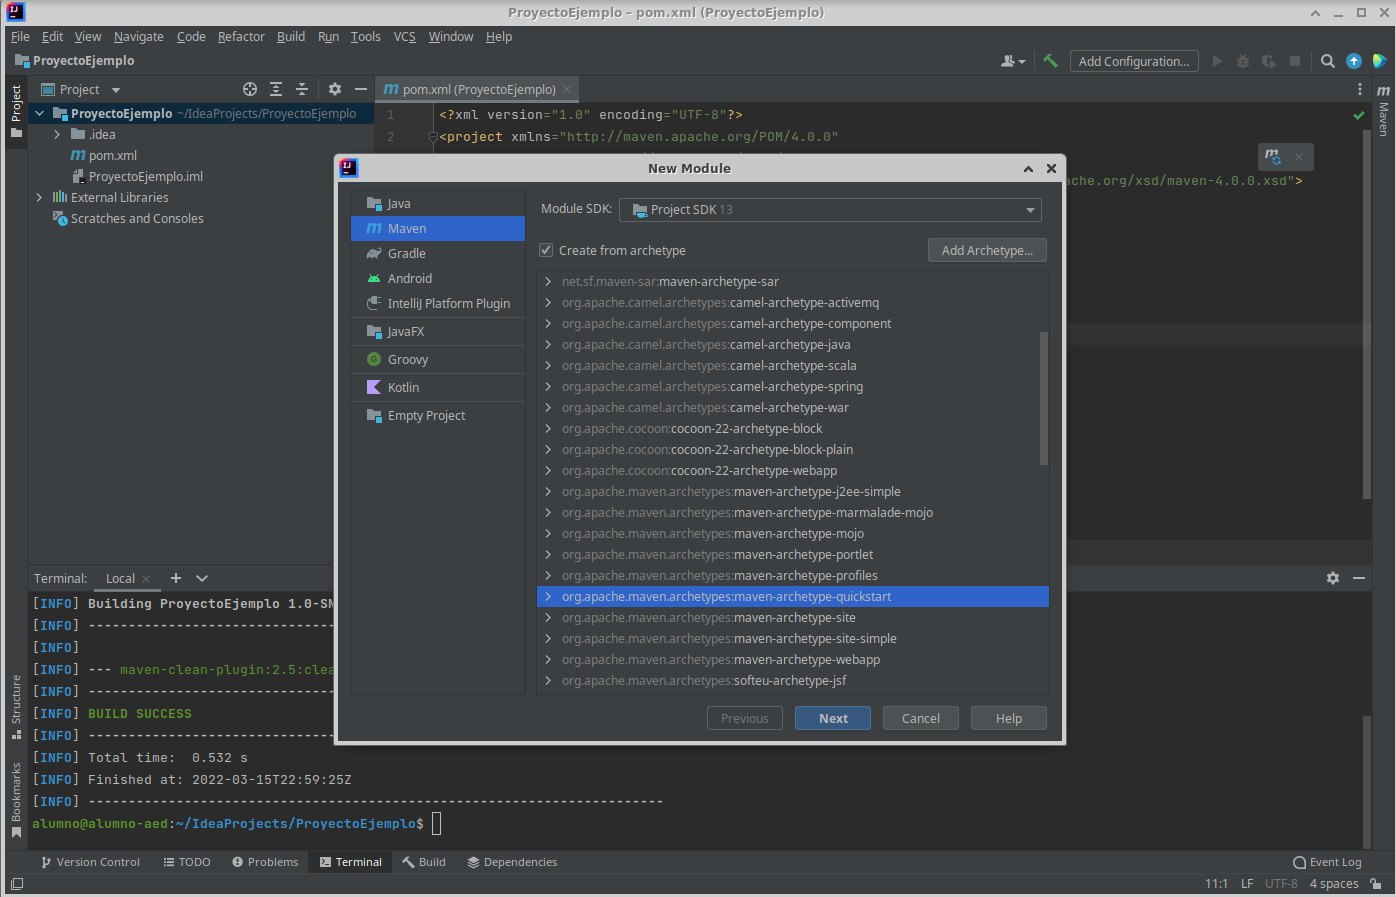 ProyectoEjemplo – pom.xml (ProyectoEjemplo)
File Edit View Navigate Code Refactor Build Run Tools VCS Window Help
ProyectoEjemplo
Add Configuration...
Project
Project
pom.xml (ProyectoEjemplo)
Maven
ProyectoEjemplo ~/IdeaProjects/ProyectoEjemplo
.idea
pom.xml
ProyectoEjemplo.iml
External Libraries
Scratches and Consoles
1 <?xml version="1.0" encoding="UTF-8"?>
2 <project xmlns="http://maven.apache.org/POM/4.0.0"
ache.org/xsd/maven-4.0.0.xsd">
New Module
Java
Maven
Gradle
Android
IntelliJ Platform Plugin
JavaFX
Groovy
Kotlin
Empty Project
Module SDK: Project SDK 13
Create from archetype
Add Archetype...
net.sf.maven-sar:maven-archetype-sar
org.apache.camel.archetypes:camel-archetype-activemq
org.apache.camel.archetypes:camel-archetype-component
org.apache.camel.archetypes:camel-archetype-java
org.apache.camel.archetypes:camel-archetype-scala
org.apache.camel.archetypes:camel-archetype-spring
org.apache.camel.archetypes:camel-archetype-war
org.apache.cocoon:cocoon-22-archetype-block
org.apache.cocoon:cocoon-22-archetype-block-plain
org.apache.cocoon:cocoon-22-archetype-webapp
org.apache.maven.archetypes:maven-archetype-j2ee-simple
org.apache.maven.archetypes:maven-archetype-marmalade-mojo
org.apache.maven.archetypes:maven-archetype-mojo
org.apache.maven.archetypes:maven-archetype-portlet
org.apache.maven.archetypes:maven-archetype-profiles
org.apache.maven.archetypes:maven-archetype-quickstart
org.apache.maven.archetypes:maven-archetype-site
org.apache.maven.archetypes:maven-archetype-site-simple
org.apache.maven.archetypes:maven-archetype-webapp
org.apache.maven.archetypes:softeu-archetype-jsf
Previous Next Cancel Help
Terminal: Local
[INFO] Building ProyectoEjemplo 1.0-SN
[INFO] -------------------------------
[INFO]
[INFO] --- maven-clean-plugin:2.5:clea
[INFO] -------------------------------
[INFO] BUILD SUCCESS
[INFO] -------------------------------
[INFO] Total time:  0.532 s
[INFO] Finished at: 2022-03-15T22:59:25Z
[INFO] ------------------------------------------------------------------------
alumno@alumno-aed:~/IdeaProjects/ProyectoEjemplo$
Structure
Bookmarks
Version Control TODO Problems Terminal Build Dependencies Event Log
11:1 LF UTF-8 4 spaces